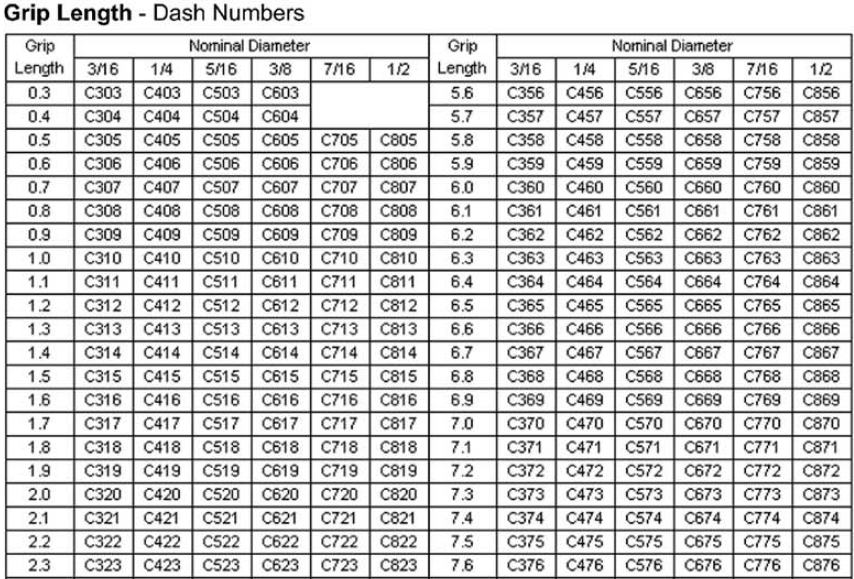 Grip Length - Dash Numbers
Grip Nominal Diameter Grip Nominal Diameter
Length 3/16 1/4 5/16 3/8 7/16 1/2 Length 3/16 1/4 5/16 3/8 7/16 1/2
0.3 C303 C403 C503 C603 5.6 C356 C456 C556 C656 C756 C856
0.4 C304 C404 C504 C604 5.7 C357 C457 C557 C657 C757 C857
0.5 C305 C405 C505 C605 C705 C805 5.8 C358 C458 C558 C658 C758 C858
0.6 C306 C406 C506 C606 C706 C806 5.9 C359 C459 C559 C659 C759 C859
0.7 C307 C407 C507 C607 C707 C807 6.0 C360 C460 C560 C660 C760 C860
0.8 C308 C408 C508 C608 C708 C808 6.1 C361 C461 C561 C661 C761 C861
0.9 C309 C409 C509 C609 C709 C809 6.2 C362 C462 C562 C662 C762 C862
1.0 C310 C410 C510 C610 C710 C810 6.3 C363 C463 C563 C663 C763 C863
1.1 C311 C411 C511 C611 C711 C811 6.4 C364 C464 C564 C664 C764 C864
1.2 C312 C412 C512 C612 C712 C812 6.5 C365 C465 C565 C665 C765 C865
1.3 C313 C413 C513 C613 C713 C813 6.6 C366 C466 C566 C666 C766 C866
1.4 C314 C414 C514 C614 C714 C814 6.7 C367 C467 C567 C667 C767 C867
1.5 C315 C415 C515 C615 C715 C815 6.8 C368 C468 C568 C668 C768 C868
1.6 C316 C416 C516 C616 C716 C816 6.9 C369 C469 C569 C669 C769 C869
1.7 C317 C417 C517 C617 C717 C817 7.0 C370 C470 C570 C670 C770 C870
1.8 C318 C418 C518 C618 C718 C818 7.1 C371 C471 C571 C671 C771 C871
1.9 C319 C419 C519 C619 C719 C819 7.2 C372 C472 C572 C672 C772 C872
2.0 C320 C420 C520 C620 C720 C820 7.3 C373 C473 C573 C673 C773 C873
2.1 C321 C421 C521 C621 C721 C821 7.4 C374 C474 C574 C674 C774 C874
2.2 C322 C422 C522 C622 C722 C822 7.5 C375 C475 C575 C675 C775 C875
2.3 C323 C423 C523 C623 C723 C823 7.6 C376 C476 C576 C676 C776 C876